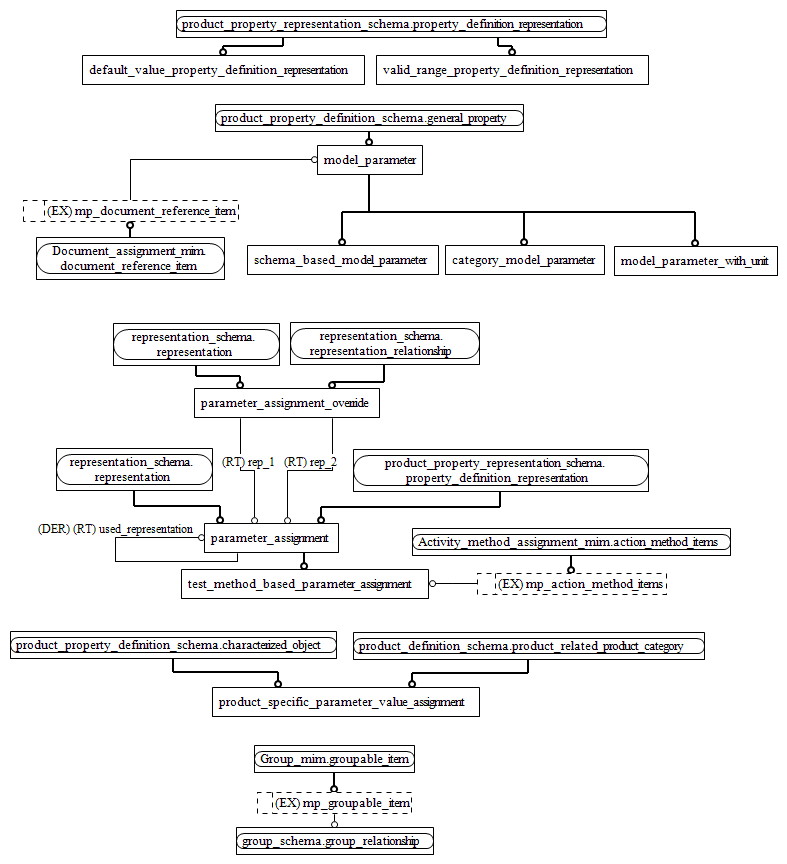 product_property_representation_schema.property_definition_representation
default_value_property_definition_representation
valid_range_property_definition_representation
product_property_definition_schema.general_property
model_parameter
(EX) mp_document_reference_item
Document_assignment_mim.
document_reference_item
schema_based_model_parameter
category_model_parameter
model_parameter_with_unit
representation_schema.
representation
representation_schema.
representation_relationship
parameter_assignment_override
(RT) rep_1
(RT) rep_2
representation_schema.
representation
product_property_representation_schema.
property_definition_representation
(DER) (RT) used_representation
parameter_assignment
Activity_method_assignment_mim.action_method_items
test_method_based_parameter_assignment
(EX) mp_action_method_items
product_property_definition_schema.characterized_object
product_definition_schema.product_related_product_category
product_specific_parameter_value_assignment
Group_mim.groupable_item
(EX) mp_groupable_item
group_schema.group_relationship